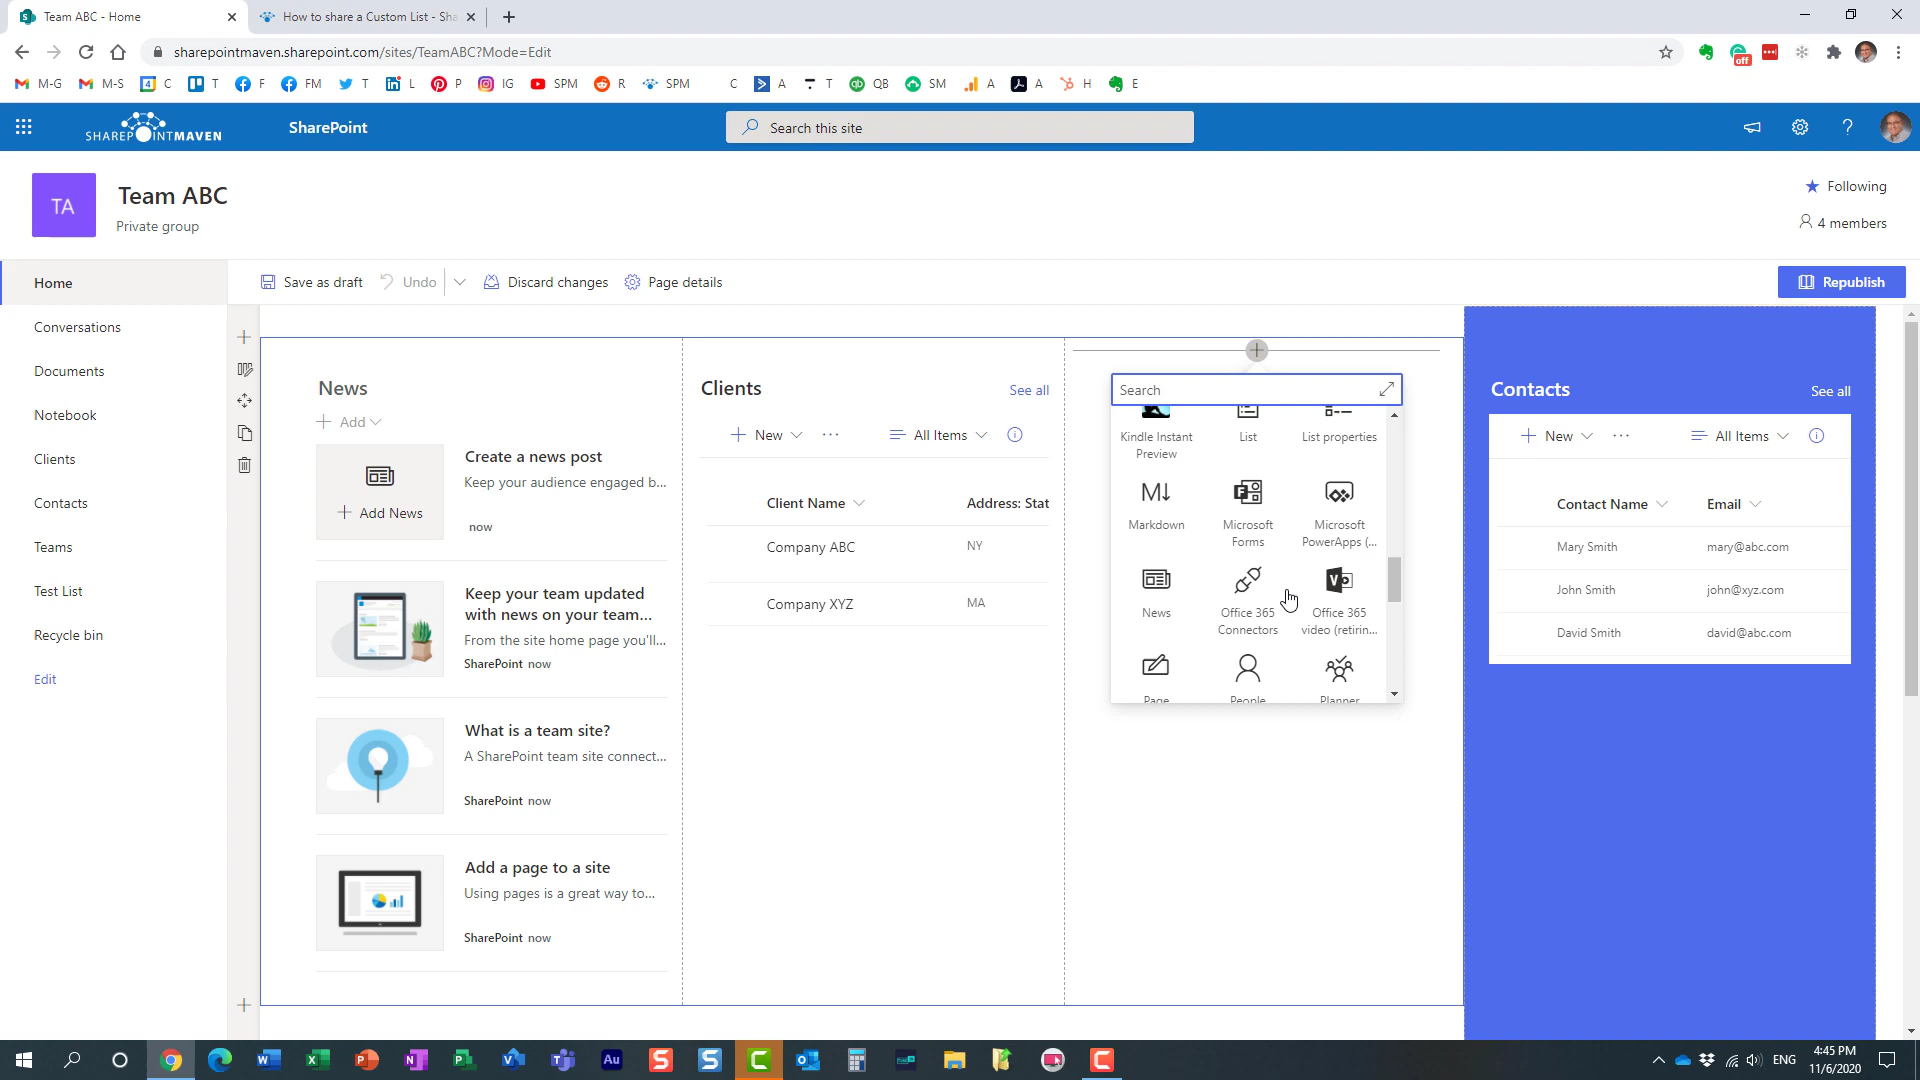 Team ABC - Home
How to share a Custom List - Sha
sharepointmaven.sharepoint.com/sites/TeamABC?Mode=Edit
off
M-G
M-S
4
C
T
F
FM
T
L
P
IG
SPM
R
SPM
C
A
T
QB
SM
A
A
H
E
SHAREPOINTMAVEN
SharePoint
Search this site
TA
Team ABC
Private group
Following
4 members
Home
Conversations
Documents
Notebook
Clients
Contacts
Teams
Test List
Recycle bin
Edit
Save as draft
Undo
Discard changes
Page details
Republish
News
Add
Add News
Create a news post
Keep your audience engaged b...
now
Keep your team updated
with news on your team...
From the site home page you'll...
SharePoint now
What is a team site?
A SharePoint team site connect...
SharePoint now
Add a page to a site
Using pages is a great way to...
SharePoint now
Clients
See all
New
All Items
Client Name
Address: Stat
Company ABC
NY
Company XYZ
MA
Search
Kindle Instant
Preview
List
List properties
Markdown
Microsoft
Forms
Microsoft
PowerApps (...
News
Office 365
Connectors
Office 365
video (retirin...
Page
People
Planner
Contacts
See all
New
All Items
Contact Name
Email
Mary Smith
mary@abc.com
John Smith
john@xyz.com
David Smith
david@abc.com
Au
ENG
4:45 PM
11/6/2020